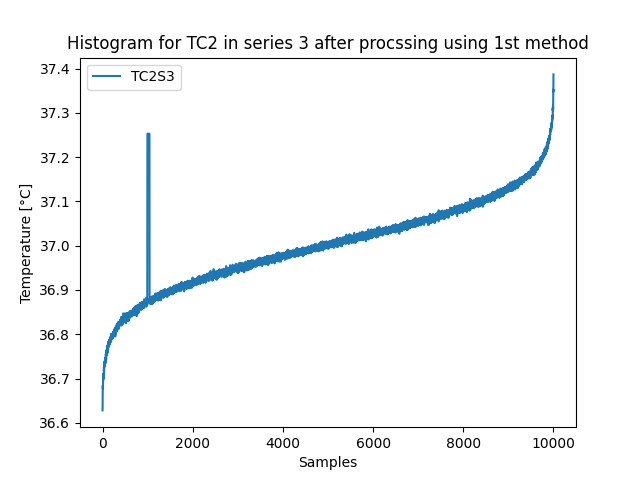 Histogram for TC2 in series 3 after procssing using 1st method
TC2S3
37.4
37.3
37.2
37.1
37.0
36.9
36.8
36.7
36.6
Temperature [°C]
0 2000 4000 6000 8000 10000
Samples